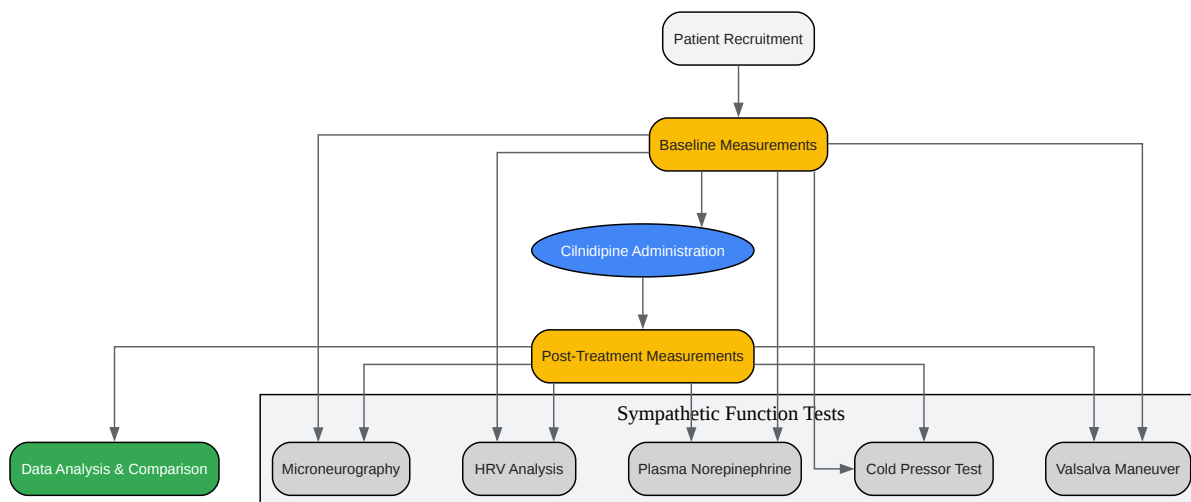 Patient Recruitment
Baseline Measurements
Cilnidipine Administration
Post-Treatment Measurements
Sympathetic Function Tests
Data Analysis & Comparison
Microneurography
HRV Analysis
Plasma Norepinephrine
Cold Pressor Test
Valsalva Maneuver